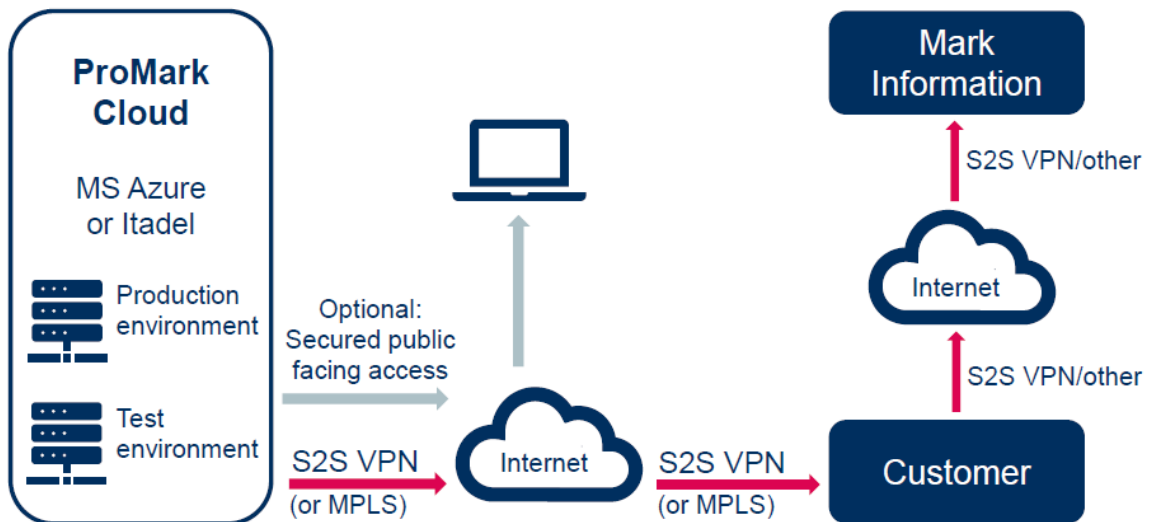 ProMark
Cloud
MS Azure
or Itadel
Production
environment
Test
environment
Optional:
Secured public
facing access
S2S VPN
(or MPLS)
Internet
S2S VPN
(or MPLS)
Customer
S2S VPN/other
Internet
S2S VPN/other
Mark
Information